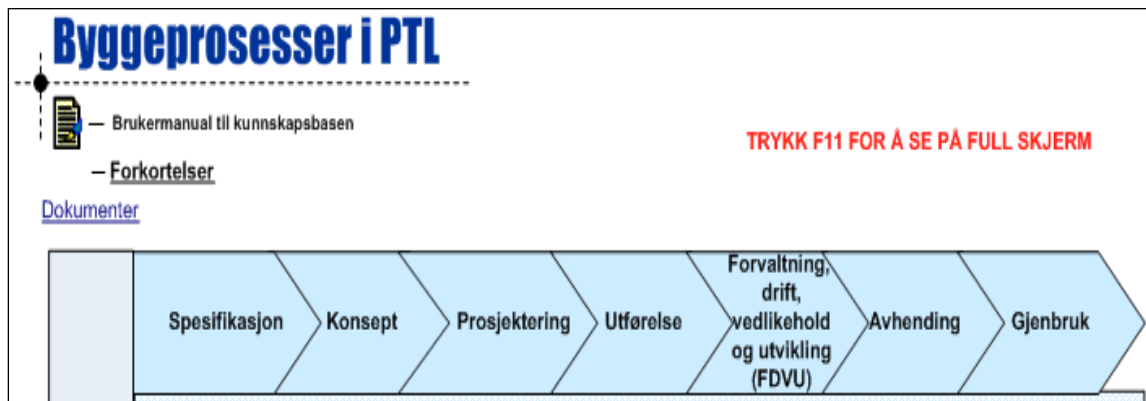 Byggeprosesser i PTL
— Brukermanual til kunnskapsbasen
TRYKK F11 FOR Å SE PÅ FULL SKJERM
— Forkortelser
Dokumenter
Spesifikasjon
Konsept
Prosjektering
Utførelse
Forvaltning,
drift,
vedlikehold
og utvikling
(FDVU)
Avhending
Gjenbruk